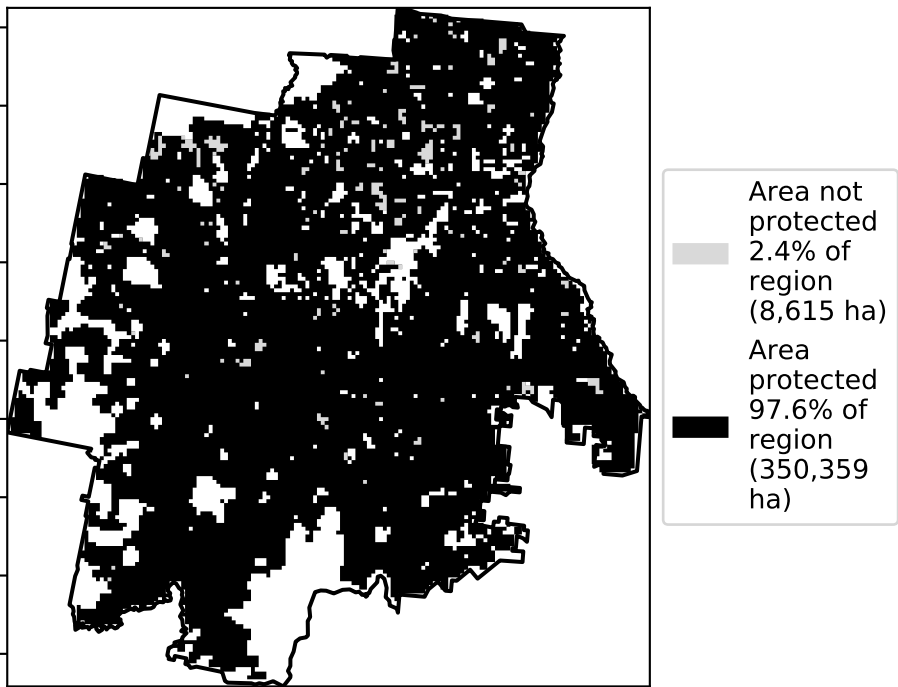 Area not
protected
2.4% of
region
(8,615 ha)
Area
protected
97.6% of
region
(350,359
ha)